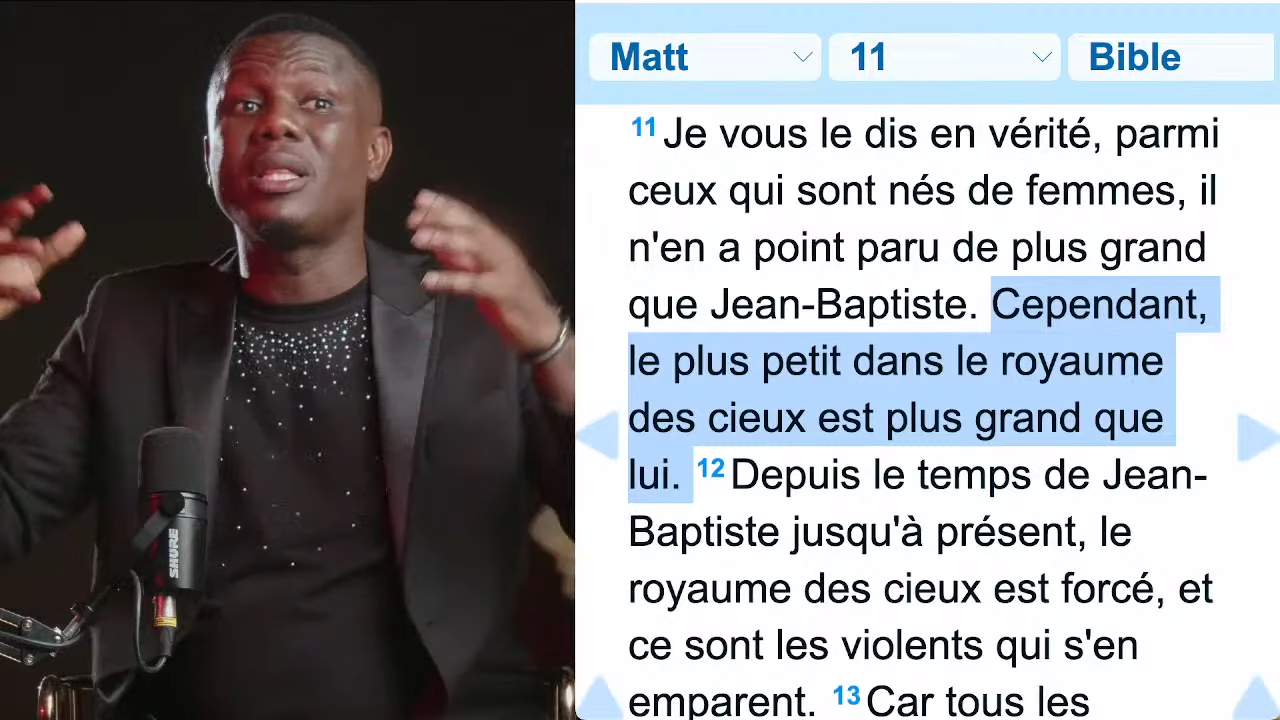 Matt
11
Bible
11 Je vous le dis en vérité, parmi
ceux qui sont nés de femmes, il
n'en a point paru de plus grand
que Jean-Baptiste. Cependant,
le plus petit dans le royaume
des cieux est plus grand que
lui. 12 Depuis le temps de Jean-
Baptiste jusqu'à présent, le
royaume des cieux est forcé, et
ce sont les violents qui s'en
emparent. 13 Car tous les
SHURE